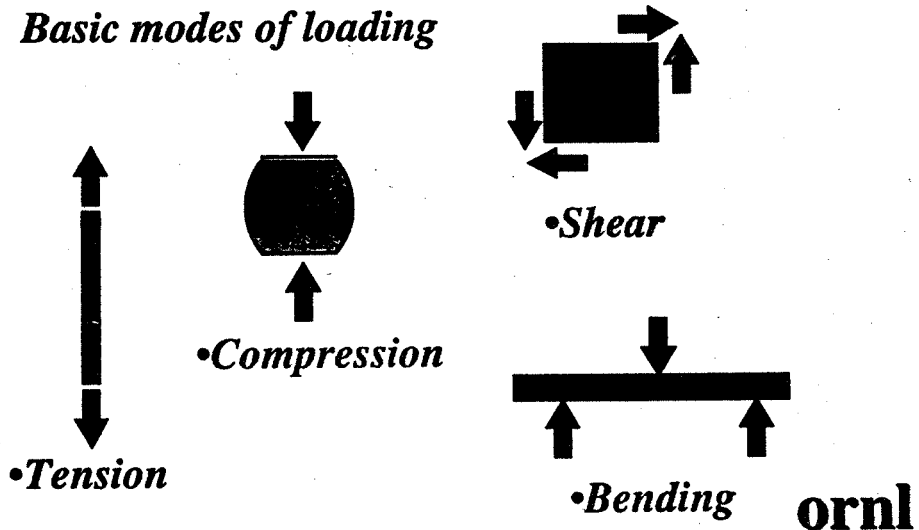 Basic modes of loading
•Shear
•Compression
•Tension
•Bending
ornl